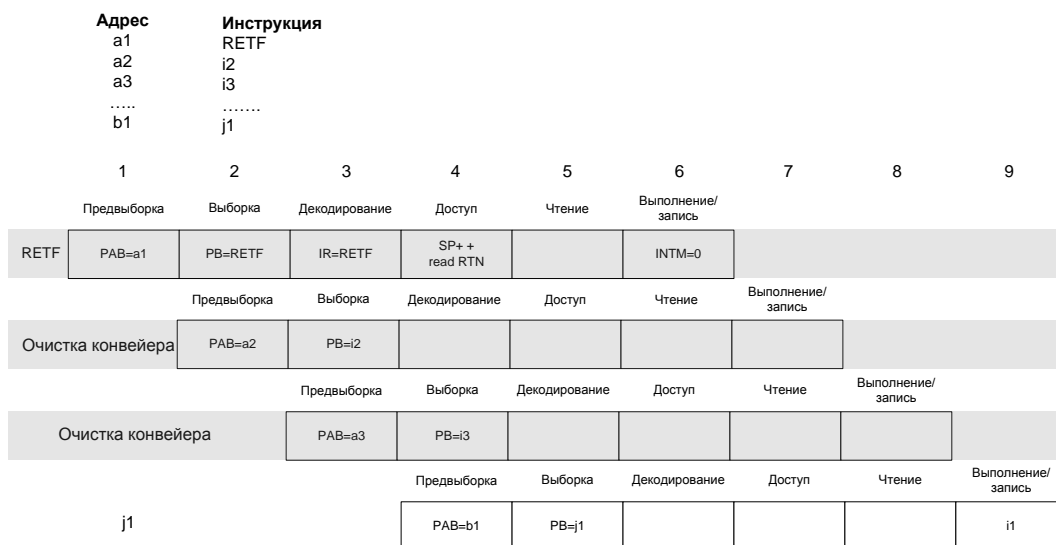 Адрес Инструкция
a1 RETF
a2 i2
a3 i3
..... .......
b1 j1
1 2 3 4 5 6 7 8 9
Предвыборка Выборка Декодирование Доступ Чтение Выполнение/
запись
RETF PAB=a1 PB=RETF IR=RETF SP+ +
read RTN INTM=0
Предвыборка Выборка Декодирование Доступ Чтение Выполнение/
запись
Очистка конвейера PAB=a2 PB=i2
Предвыборка Выборка Декодирование Доступ Чтение Выполнение/
запись
Очистка конвейера PAB=a3 PB=i3
Предвыборка Выборка Декодирование Доступ Чтение Выполнение/
запись
j1 PAB=b1 PB=j1 i1